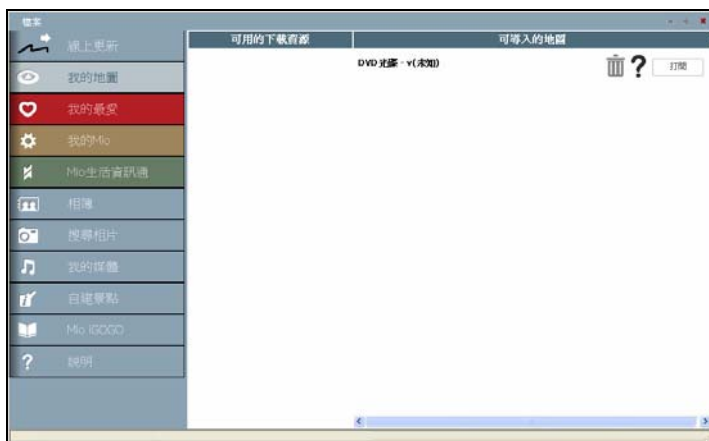 檔案
線上更新
我的地圖
我的最愛
我的Mio
Mio生活資訊通
相簿
搜尋相片
我的媒體
自建景點
Mio IGOGO
說明
可用的下載資源
可導入的地圖
DVD 光碟 - v(未知)
打開